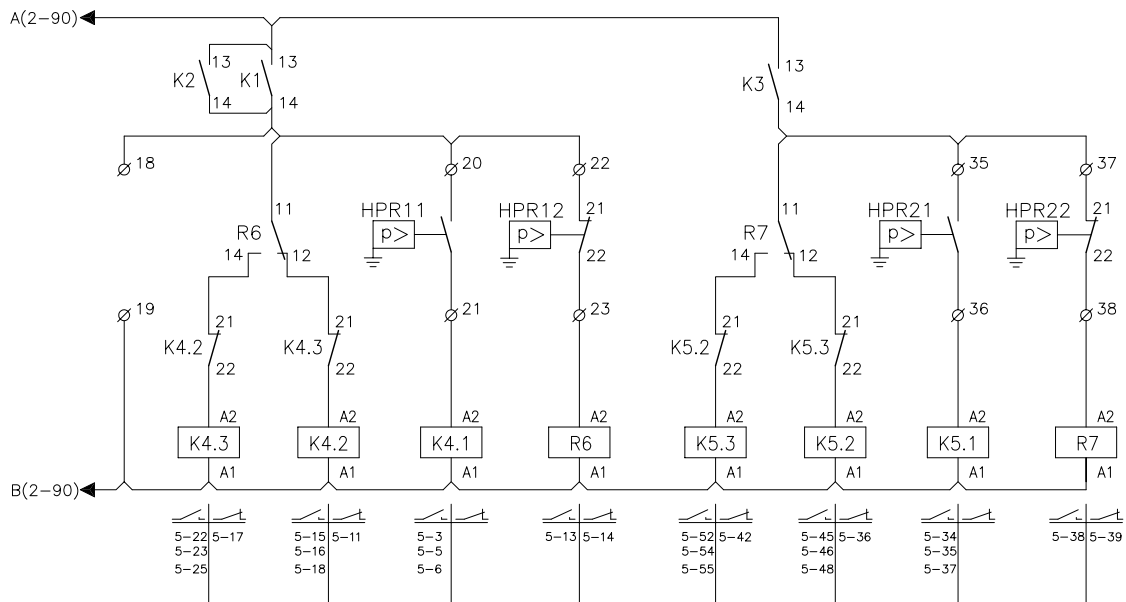 A(2-90)
13 13 13
K2 K1 K3
14 14 14
18 20 22 35 37
11 HPR11 HPR12 21 11 HPR21 HPR22 21
R6 p> p> R7 p> p>
14 12 22 14 12 22
19 21 23 36 38
21 21 21 21
K4.2 K4.3 K5.2 K5.3
22 22 22 22
A2 A2 A2 A2 A2 A2 A2 A2
K4.3 K4.2 K4.1 R6 K5.3 K5.2 K5.1 R7
A1 A1 A1 A1 A1 A1 A1 A1
B(2-90)
5-22 5-17 5-15 5-11 5-3 5-13 5-14 5-52 5-42 5-45 5-36 5-34 5-38 5-39
5-23 5-16 5-5 5-54 5-46 5-35
5-25 5-18 5-6 5-55 5-48 5-37